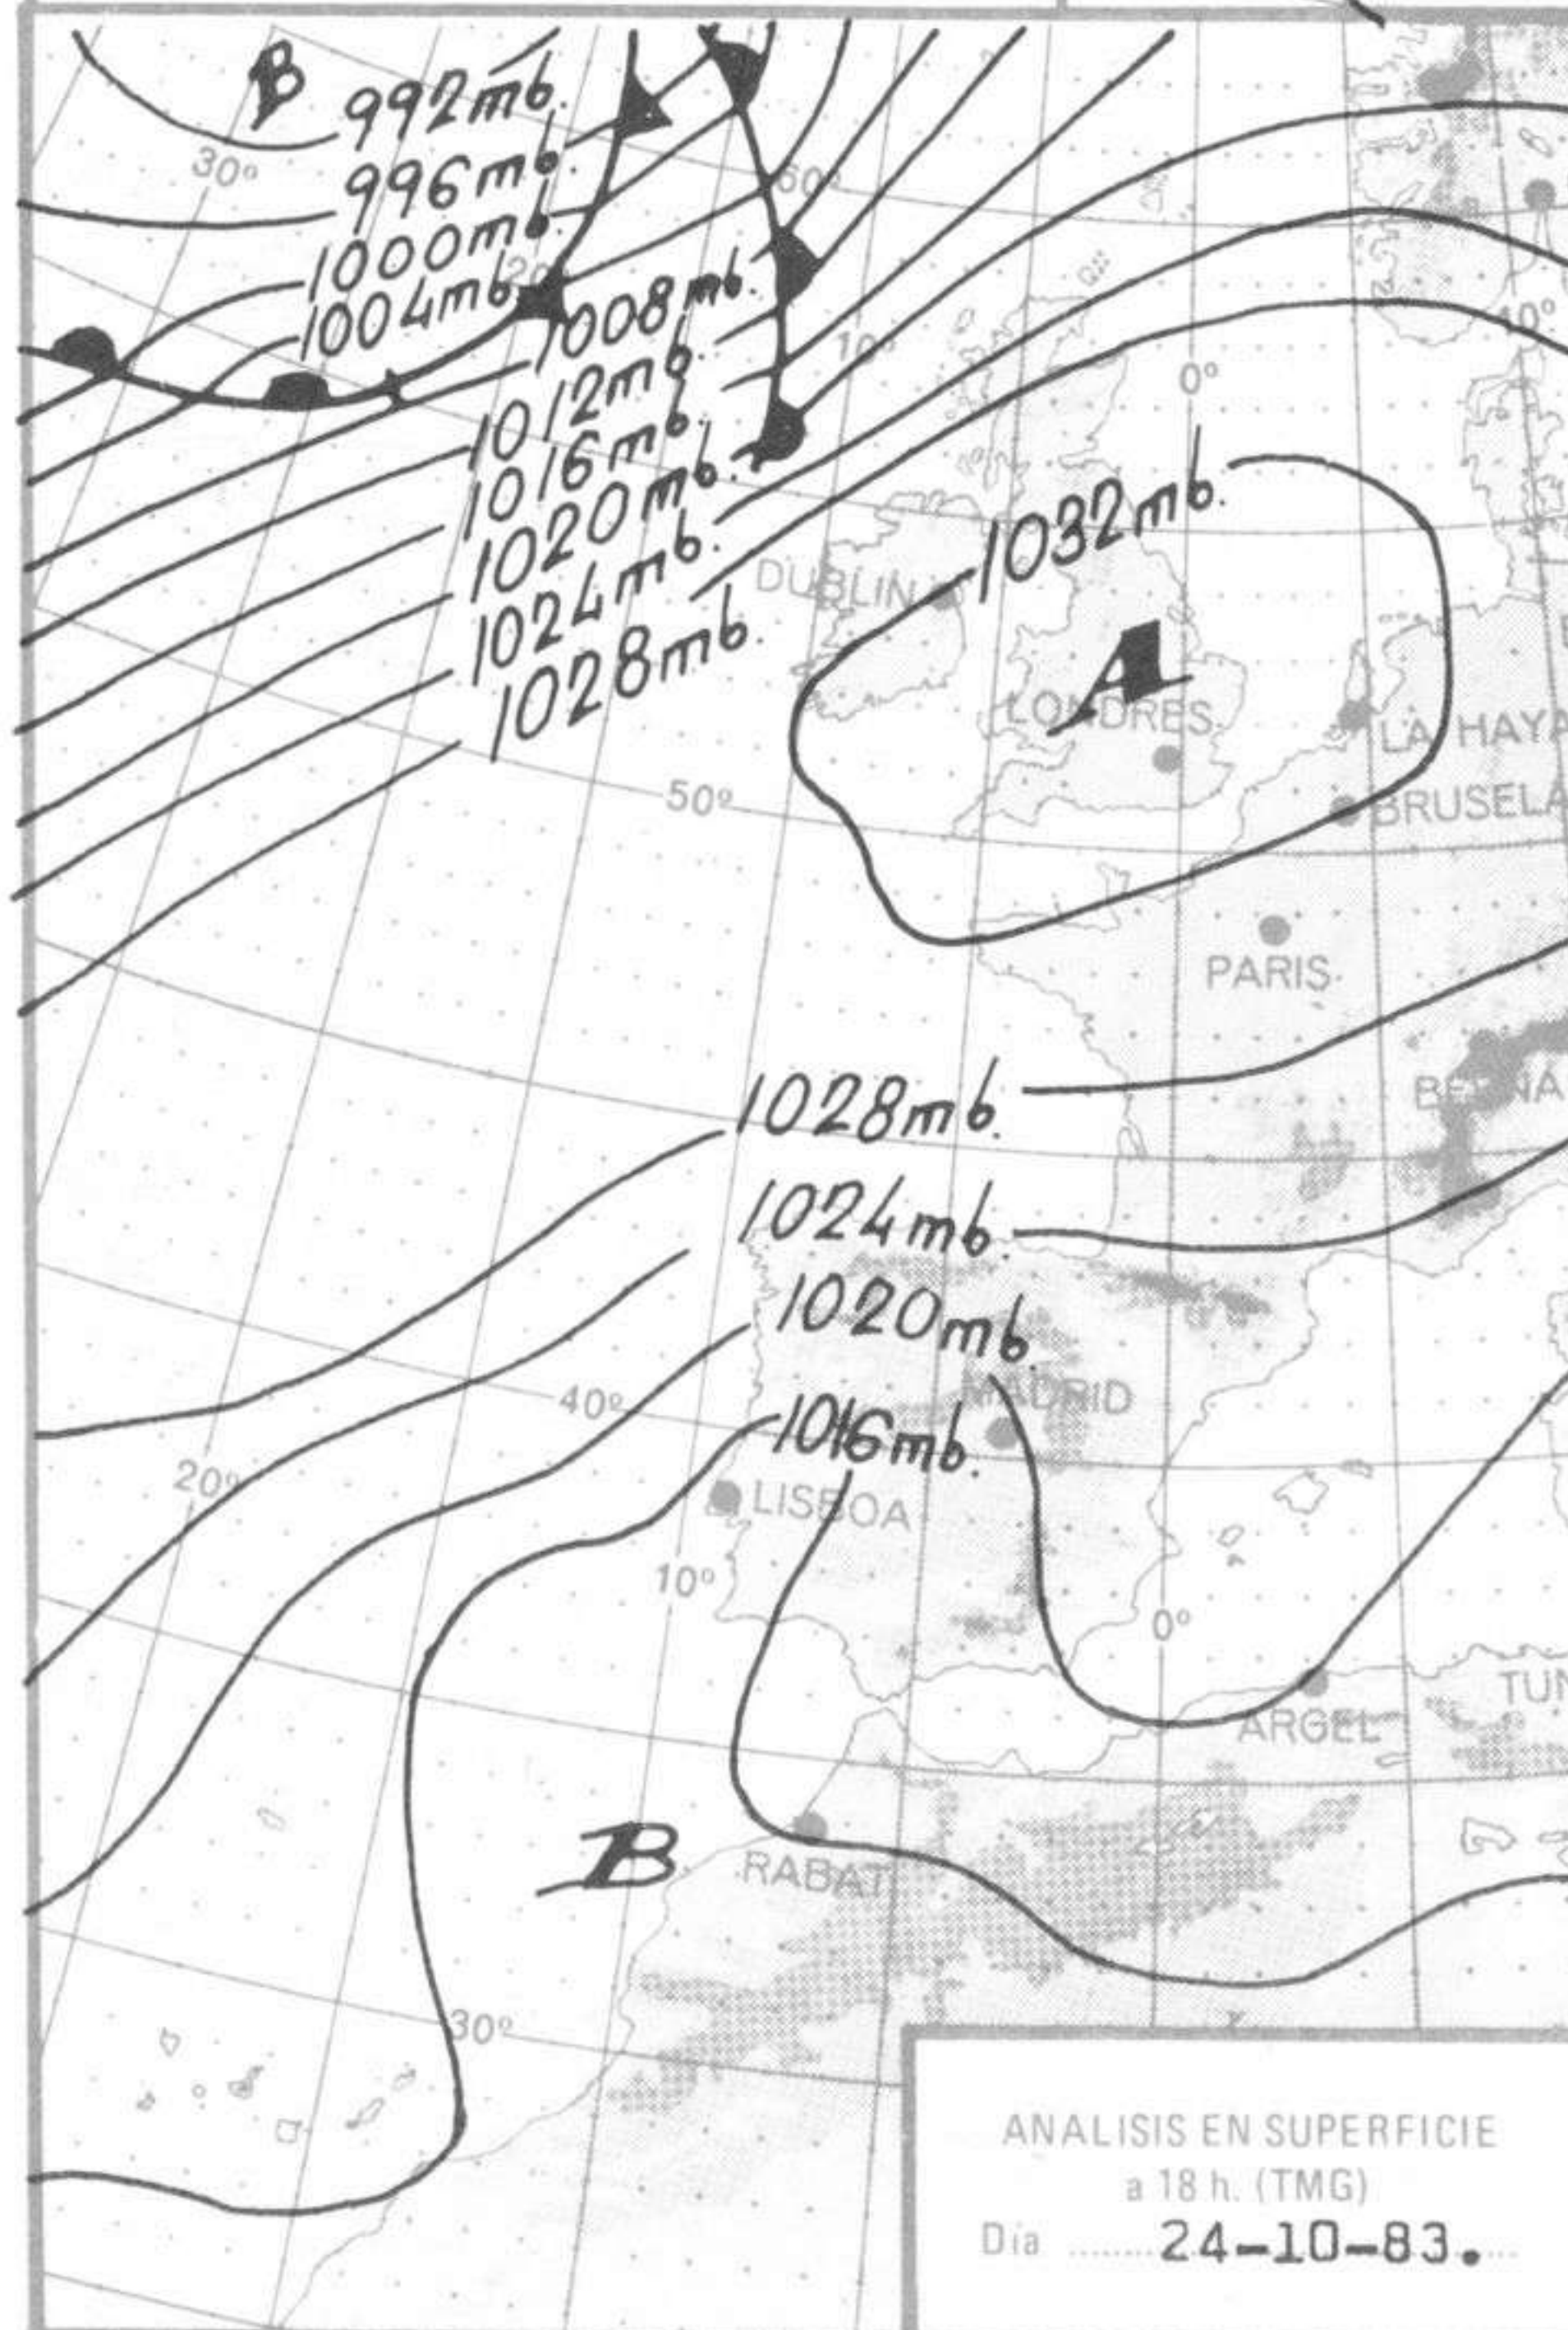 B
992mb.
996mb.
30º
60º
1000mb.
20º
1004mb.
1008mb.
1012mb.
10º
10º
0º
1016mb.
1020mb.
1032mb.
1024mb.
DUBLIN
1028mb.
A
LONDRES
LA HAYA
50º
BRUSELA
PARIS
1028mb.
BERNA
1024mb.
1020mb.
MADRID
40º
1016mb.
20º
LISBOA
10º
0º
TUN
ARGEL
B
RABAT
30º
ANALISIS EN SUPERFICIE
a 18 h. (TMG)
Día ........ 24-10-83.